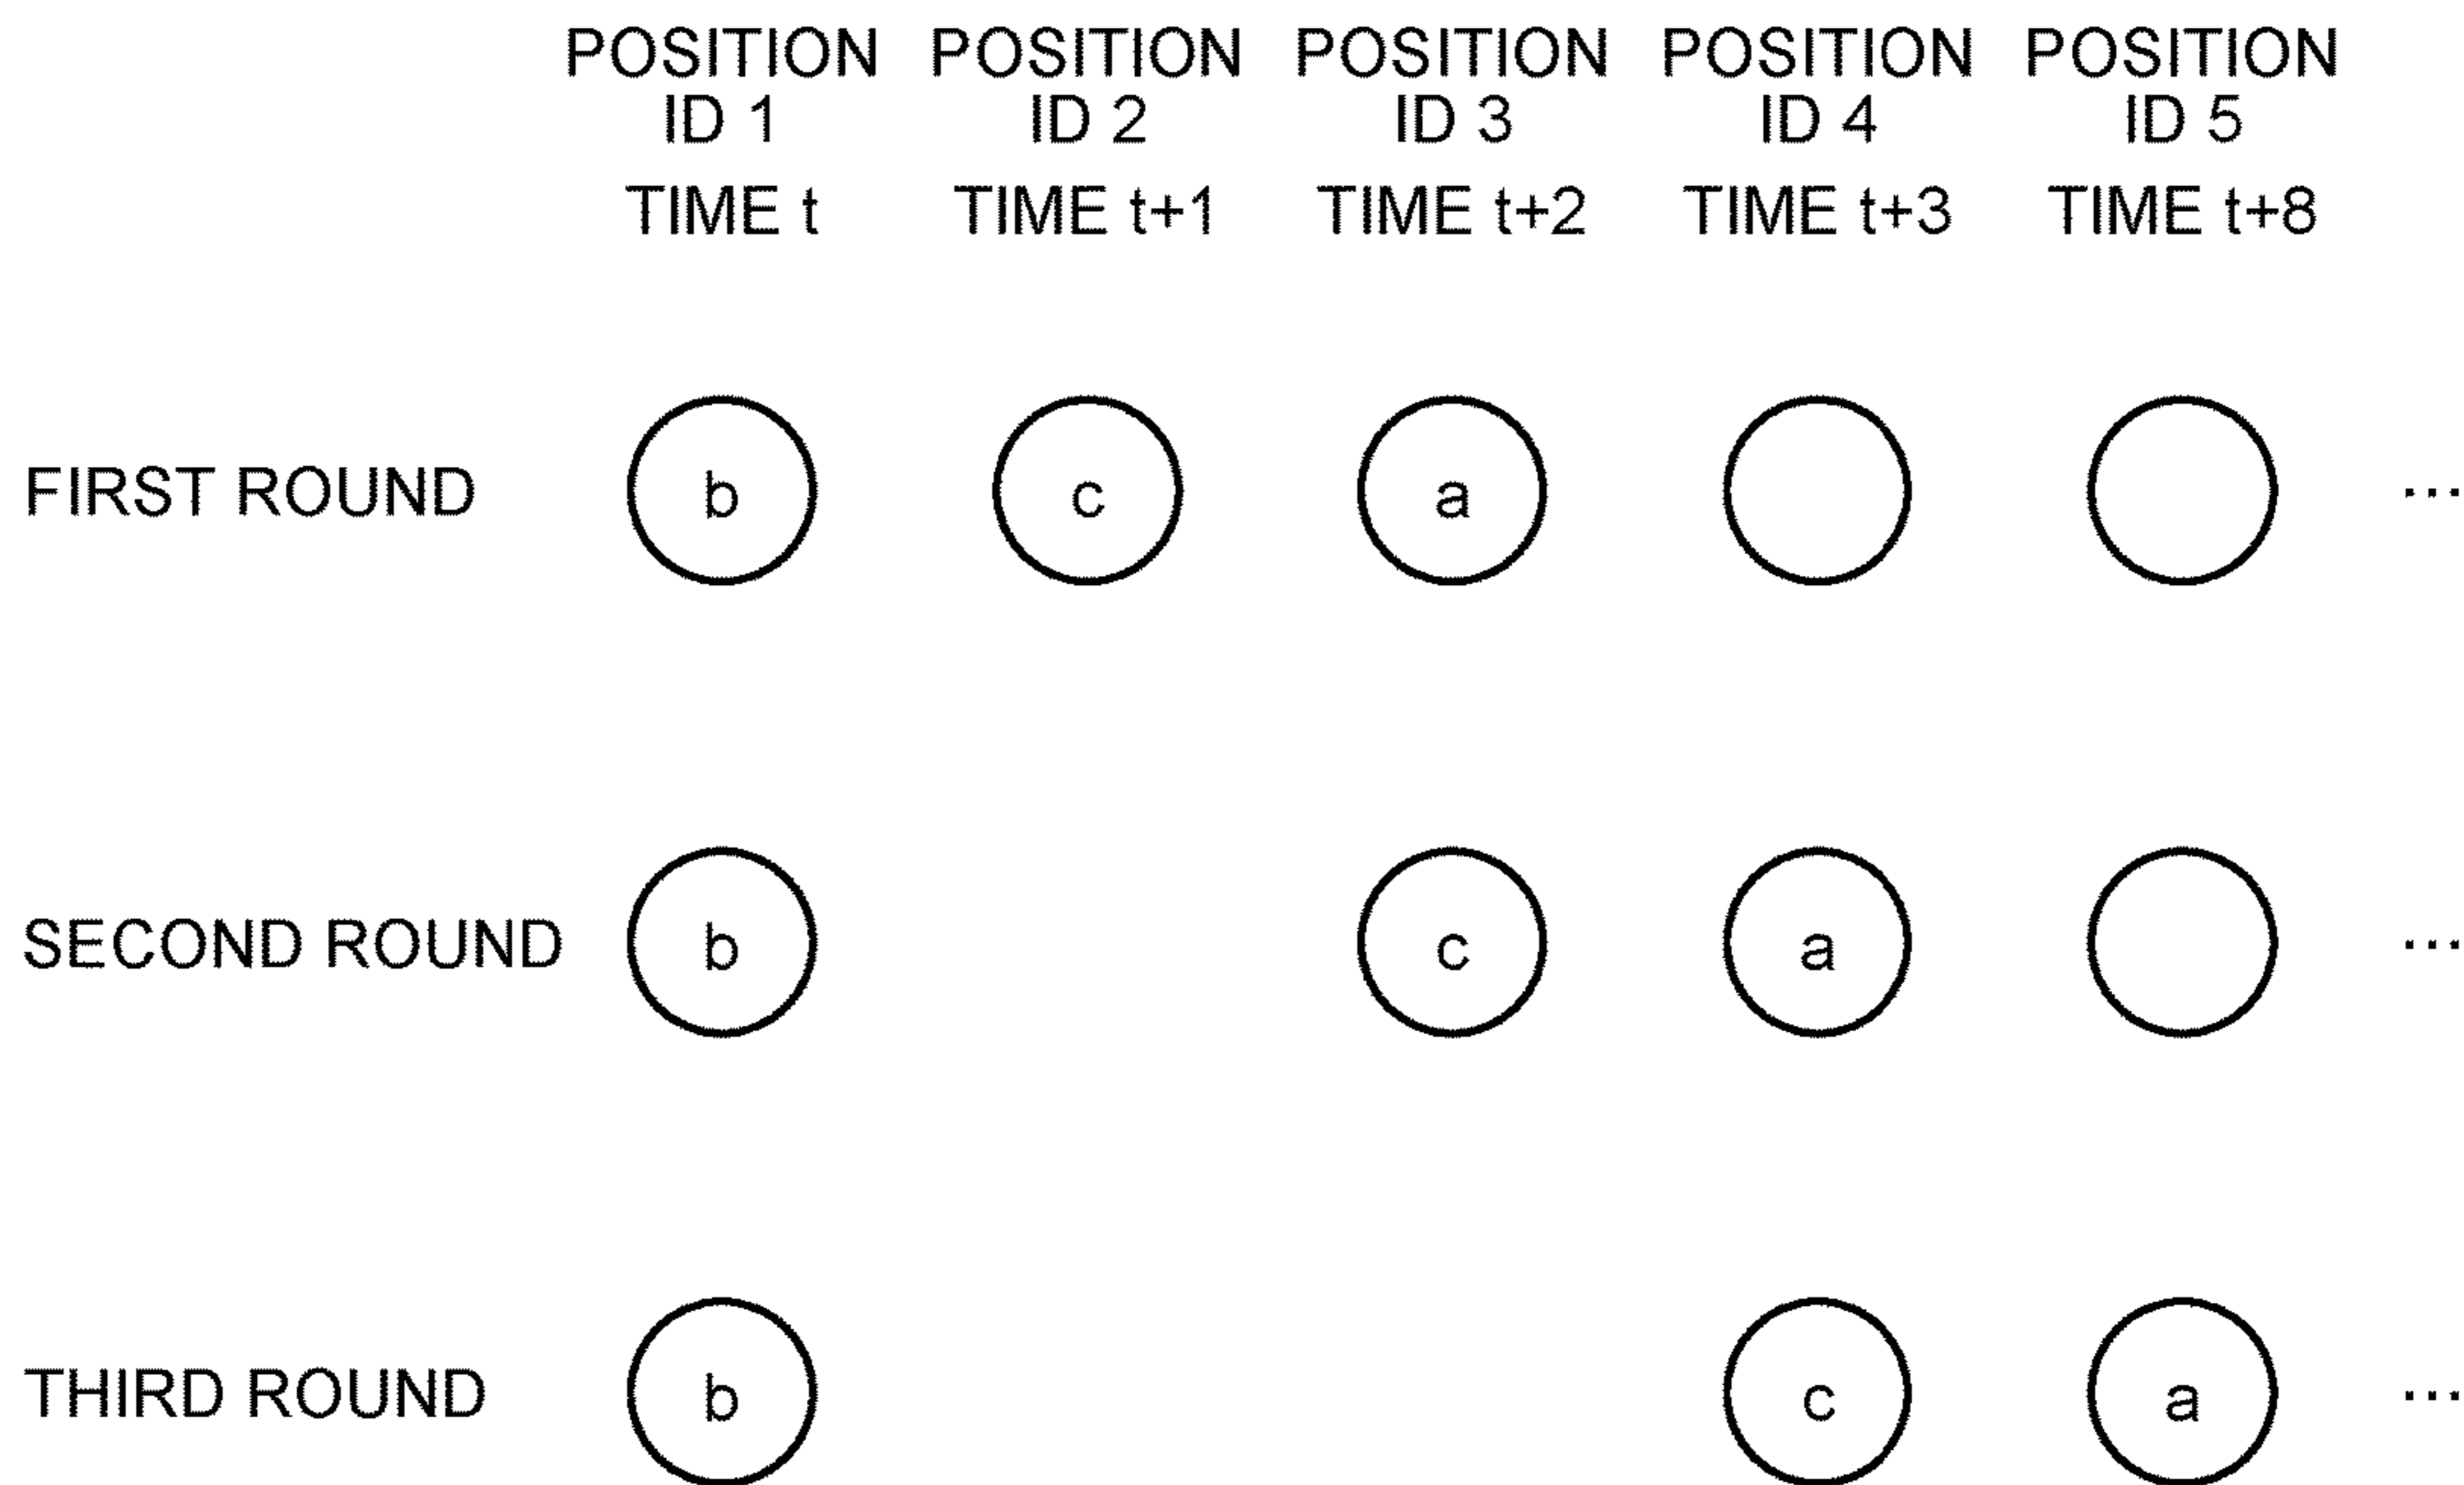 POSITION POSITION POSITION POSITION POSITION
ID 1 ID 2 ID 3 ID 4 ID 5
TIME t TIME t+1 TIME t+2 TIME t+3 TIME t+8
FIRST ROUND b c a ...
SECOND ROUND b c a ...
THIRD ROUND b c a ...